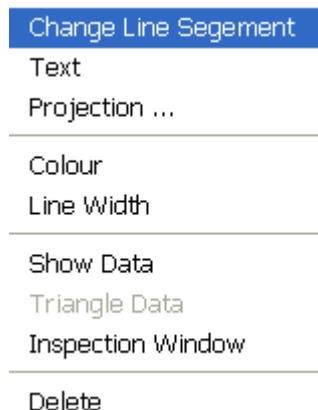 Change Line Segement
Text
Projection ...
Colour
Line Width
Show Data
Triangle Data
Inspection Window
Delete